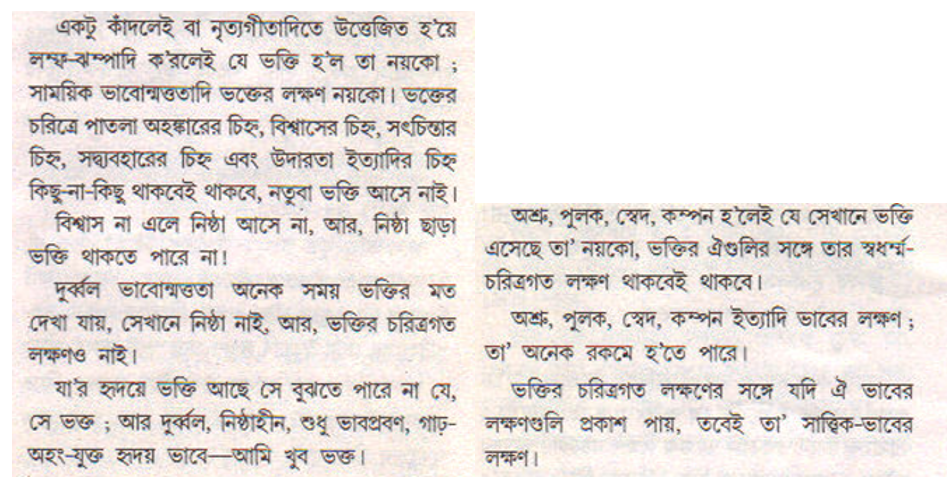 একটু কাঁদলেই বা নৃত্যগীতাদিতে উত্তেজিত হ'য়ে
লম্ফ-ঝম্পাদি ক'রলেই যে ভক্তি হ'ল তা নয়কো ;
সাময়িক ভাবোন্মত্ততাদি ভক্তের লক্ষণ নয়কো। ভক্তের
চরিত্রে পাতলা অহঙ্কারের চিহ্ন, বিশ্বাসের চিহ্ন, সৎচিন্তার
চিহ্ন, সদ্ব্যবহারের চিহ্ন এবং উদারতা ইত্যাদির চিহ্ন
কিছু-না-কিছু থাকবেই থাকবে, নতুবা ভক্তি আসে নাই।
বিশ্বাস না এলে নিষ্ঠা আসে না, আর, নিষ্ঠা ছাড়া
ভক্তি থাকতে পারে না!
দুর্ব্বল ভাবোন্মত্ততা অনেক সময় ভক্তির মত
দেখা যায়, সেখানে নিষ্ঠা নাই, আর, ভক্তির চরিত্রগত
লক্ষণও নাই।
যা'র হৃদয়ে ভক্তি আছে সে বুঝতে পারে না যে,
সে ভক্ত ; আর দুর্ব্বল, নিষ্ঠাহীন, শুধু ভাবপ্রবণ, গাঢ়-
অহং-যুক্ত হৃদয় ভাবে—আমি খুব ভক্ত।
অশ্রু, পুলক, স্বেদ, কম্পন হ'লেই যে সেখানে ভক্তি
এসেছে তা' নয়কো, ভক্তির ঐগুলির সঙ্গে তার স্বধর্ম্ম-
চরিত্রগত লক্ষণ থাকবেই থাকবে।
অশ্রু, পুলক, স্বেদ, কম্পন ইত্যাদি ভাবের লক্ষণ ;
তা' অনেক রকমে হ'তে পারে।
ভক্তির চরিত্রগত লক্ষণের সঙ্গে যদি ঐ ভাবের
লক্ষণগুলি প্রকাশ পায়, তবেই তা' সাত্ত্বিক-ভাবের
লক্ষণ।